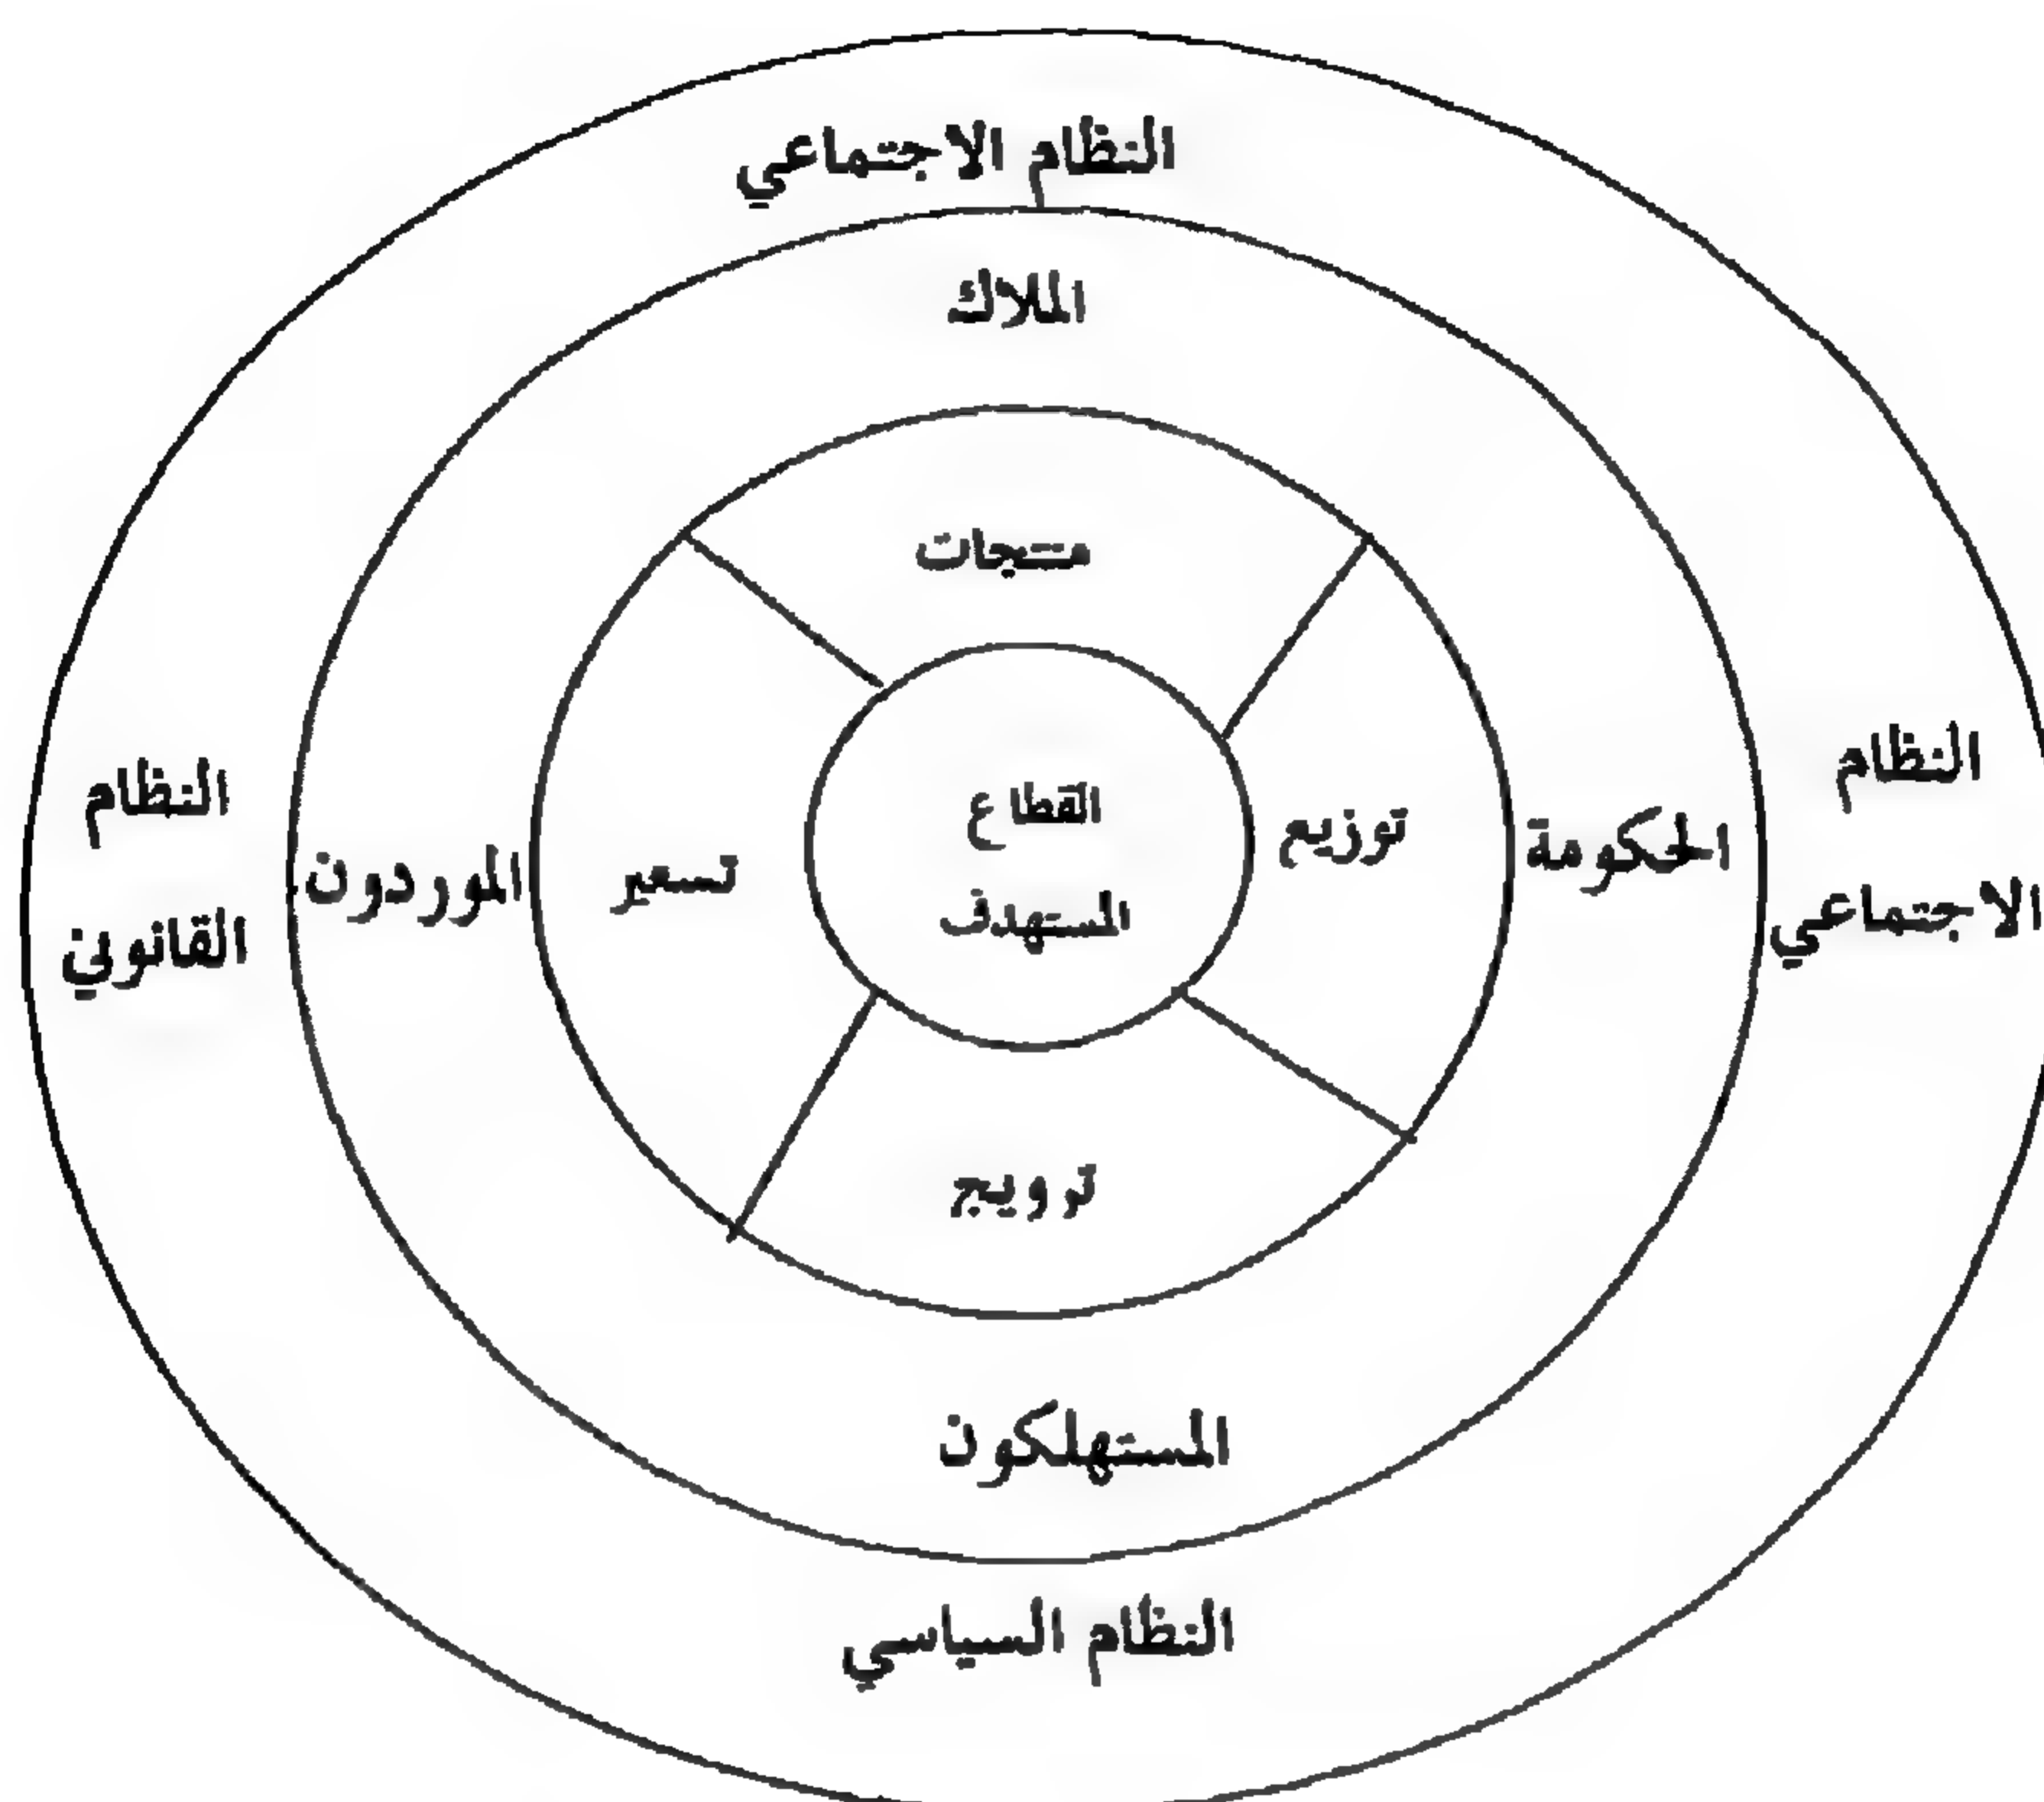 النظام الاجتماعي
الملاك
منتجات
النظام
الاجتماعي
الحكومة
توزيع
القطاع
المستهدف
تسعير
الموردون
النظام
القانوني
ترويج
المستهلكون
النظام السياسي